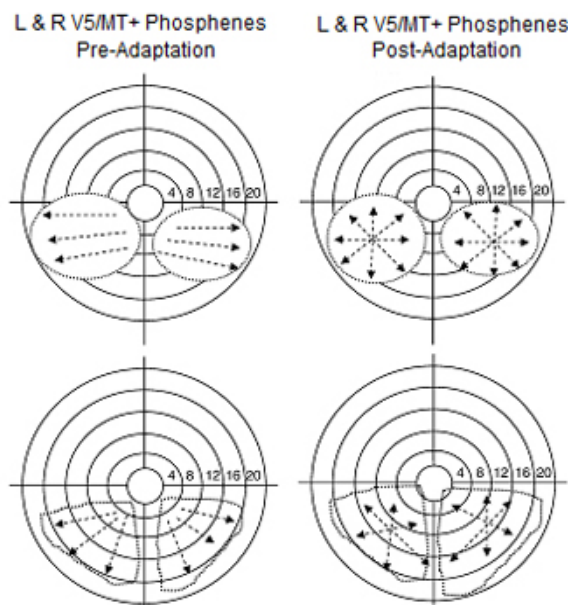 L & R V5/MT+ Phosphenes
Pre-Adaptation
L & R V5/MT+ Phosphenes
Post-Adaptation
4 8 12 16 20
4 8 12 16 20
4 8 12 16 20
4 8 12 16 20